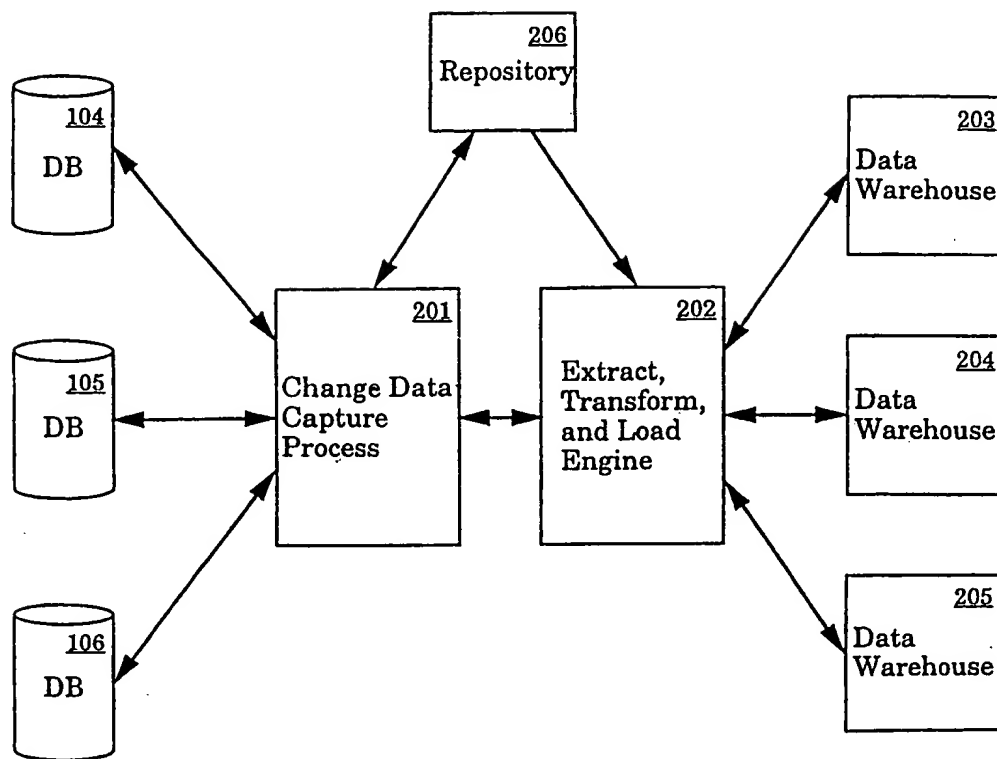 206
Repository
104
DB
203
Data
Warehouse
201
Change Data
Capture
Process
202
Extract,
Transform,
and Load
Engine
105
DB
204
Data
Warehouse
106
DB
205
Data
Warehouse